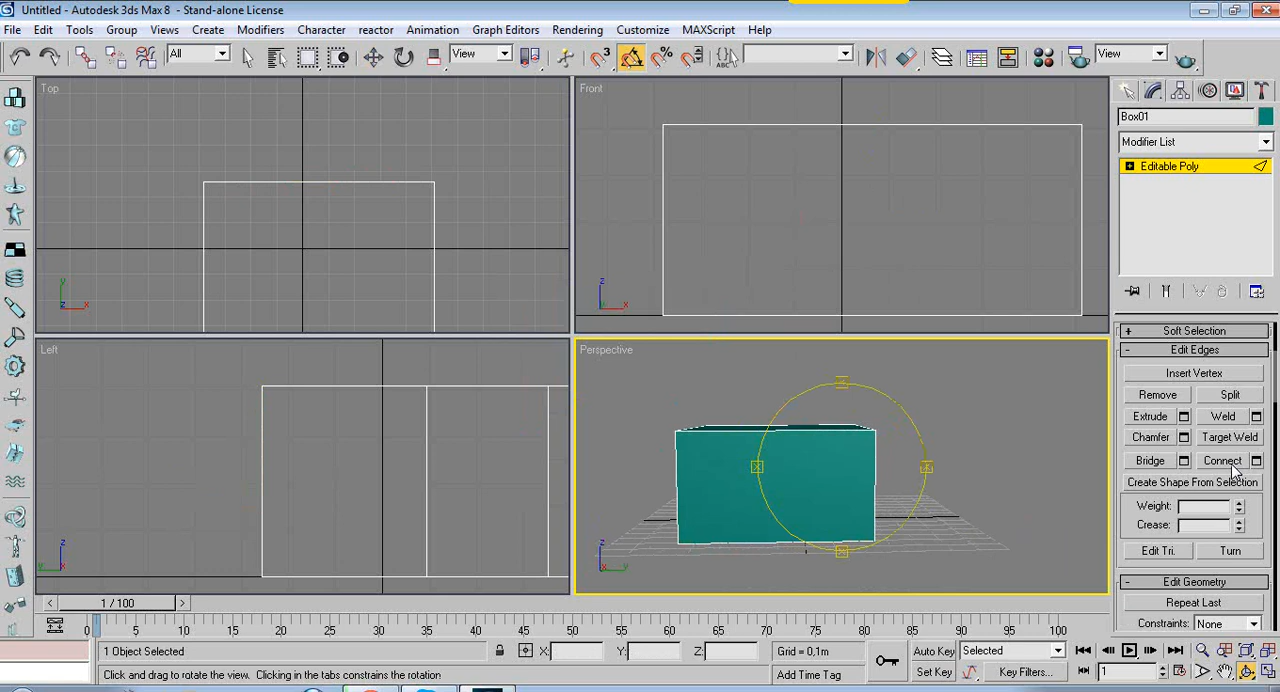 Untitled - Autodesk 3ds Max 8 - Stand-alone License
File Edit Tools Group Views Create Modifiers Character reactor Animation Graph Editors Rendering Customize MAXScript Help
All
View
View
Top
Front
Left
Perspective
Box01
Modifier List
Editable Poly
Soft Selection
Edit Edges
Insert Vertex
Remove Split
Extrude Weld
Chamfer Target Weld
Bridge Connect
Create Shape From Selection
Weight:
Crease:
Edit Tri. Turn
Edit Geometry
Repeat Last
Constraints: None
1 / 100
0 5 10 15 20 25 30 35 40 45 50 55 60 65 70 75 80 85 90 95 100
1 Object Selected X: Y: Z: Grid = 0,1m Auto Key Selected
Click and drag to rotate the view. Clicking in the tabs constrains the rotation Add Time Tag Set Key Key Filters... 1